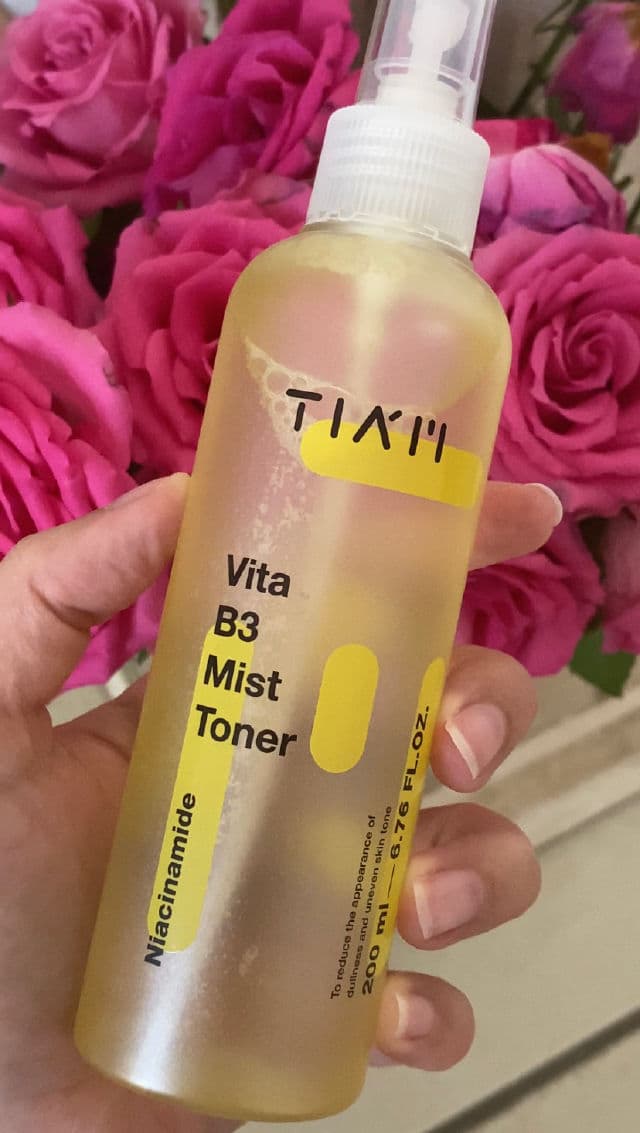 TIA'M
Vita
B3
Mist
Toner
Niacinamide
To reduce the appearance of
dullness and uneven skin tone
200 ml — 6.76 FL.OZ.